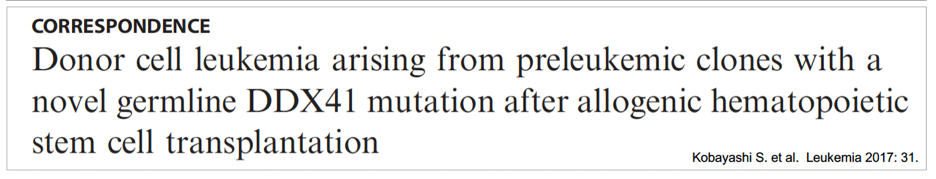 CORRESPONDENCE
Donor cell leukemia arising from preleukemic clones with a
novel germline DDX41 mutation after allogenic hematopoietic
stem cell transplantation
Kobayashi S. et al.  Leukemia 2017: 31.